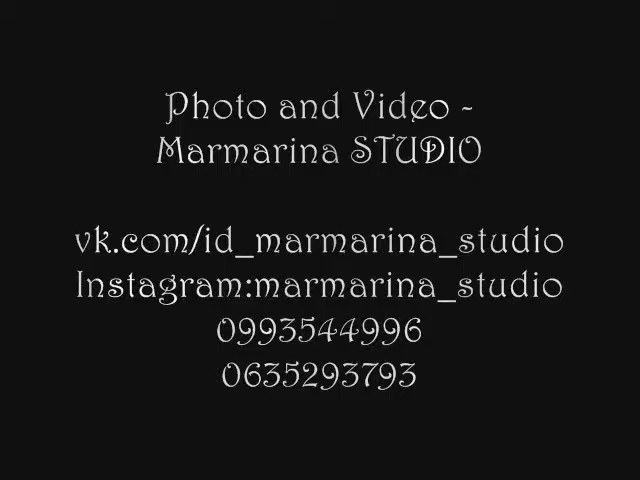 Photo and Video -
Marmarina STUDIO
vk.com/id_marmarina_studio
Instagram:marmarina_studio
0993544996
0635293793